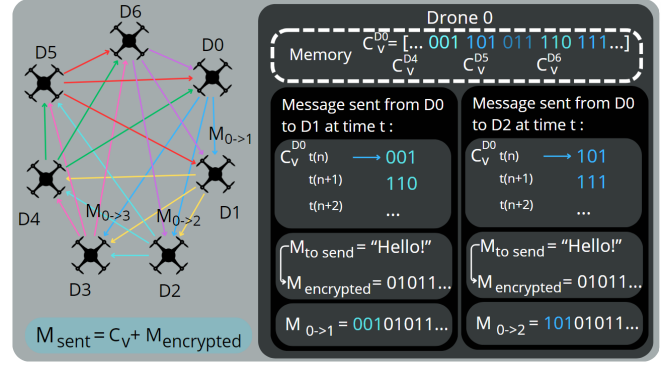 D6
D5
D0
M0->1
D4
M0->3
M0->2
D1
D3
D2
Msent = Cv + Mencrypted
Drone 0
Memory
CvD0= [... 001 101 011 110 111...]
CvD4 CvD5 CvD6
Message sent from D0
to D1 at time t :
CvD0 t(n) 001
t(n+1) 110
t(n+2) ...
Mto send = “Hello!”
Mencrypted = 01011...
M 0->1 = 00101011...
Message sent from D0
to D2 at time t :
CvD0 t(n) 101
t(n+1) 111
t(n+2) ...
Mto send = “Hello!”
Mencrypted = 01011...
M 0->2 = 10101011...